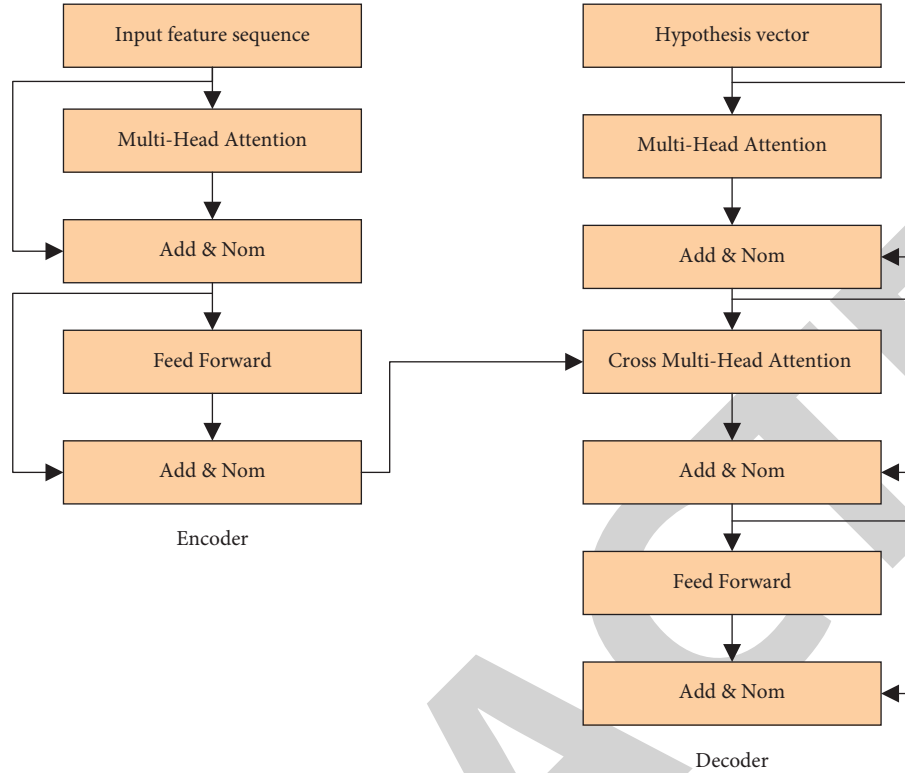 Input feature sequence
Multi-Head Attention
Add & Nom
Feed Forward
Add & Nom
Encoder
Hypothesis vector
Multi-Head Attention
Add & Nom
Cross Multi-Head Attention
Add & Nom
Feed Forward
Add & Nom
Decoder